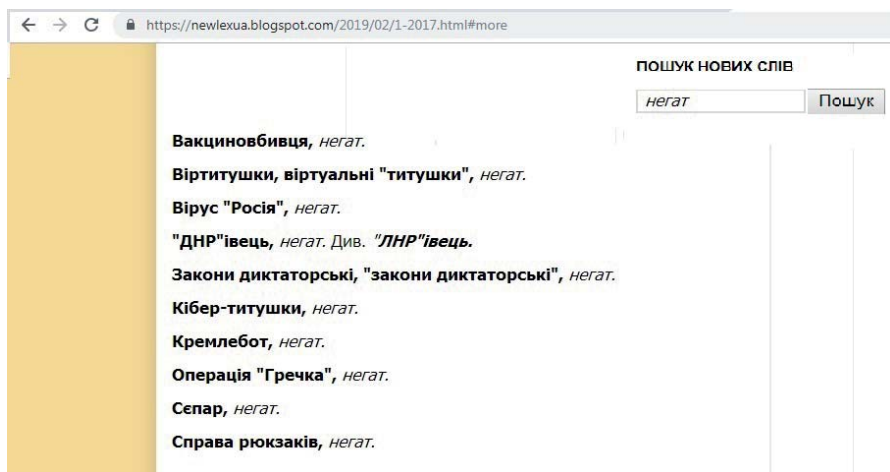 https://newlexua.blogspot.com/2019/02/1-2017.html#more
ПОШУК НОВИХ СЛІВ
негат Пошук
Вакциновбивця, негат.
Віртитушки, віртуальні "титушки", негат.
Вірус "Росія", негат.
"ДНР"івець, негат. Див. "ЛНР"івець.
Закони диктаторські, "закони диктаторські", негат.
Кібер-титушки, негат.
Кремлебот, негат.
Операція "Гречка", негат.
Сєпар, негат.
Справа рюкзаків, негат.